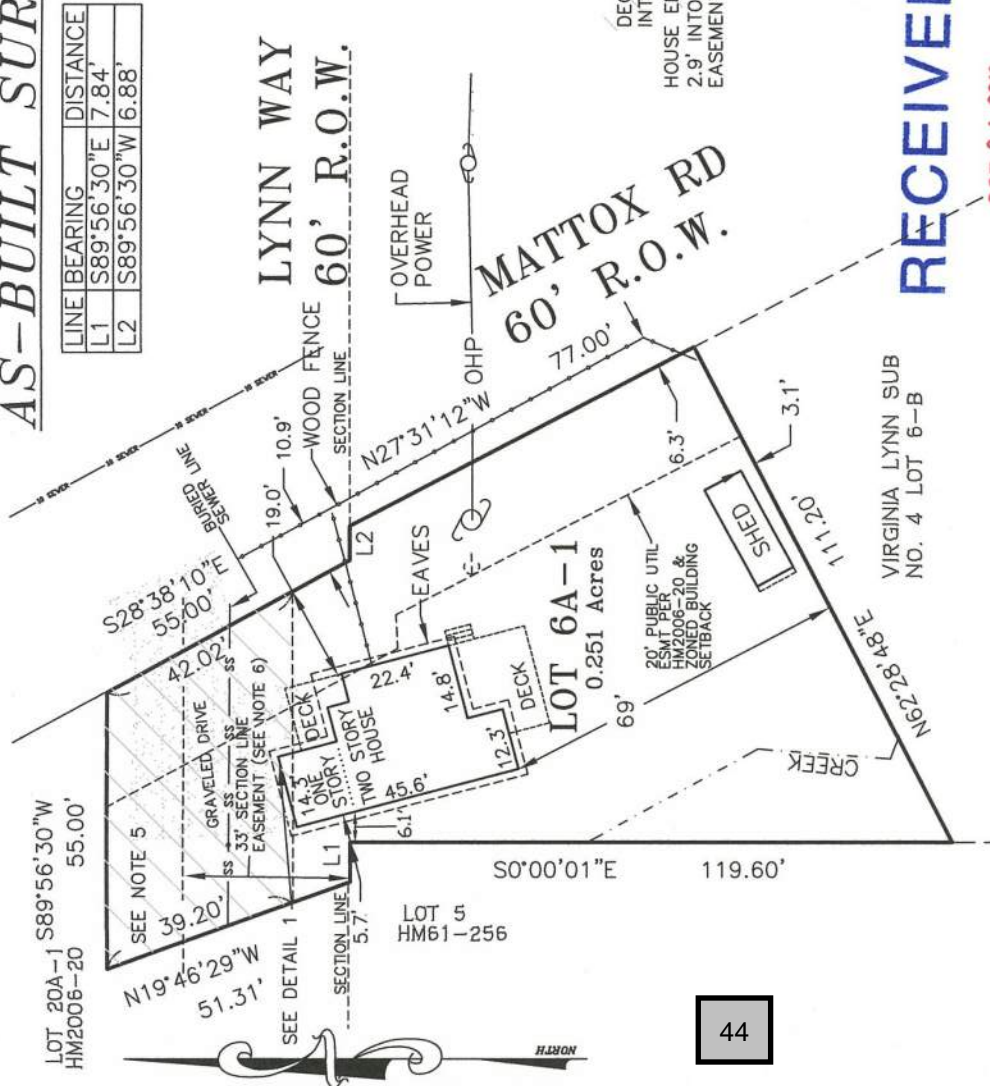 AS-BUILT SUR
LINE BEARING DISTANCE
L1 S89°56'30"E 7.84'
L2 S89°56'30"W 6.88'
LYNN WAY
60' R.O.W.
DEC
INT
HOUSE E
2.9' INTO
EASEMEN
OVERHEAD
POWER
MATTOX RD
60' R.O.W.
RECEIVE
OHP
77.00'
N27°31'12"W
WOOD FENCE
SECTION LINE
10.9'
19.0'
BURIED
SEWER LINE
SEWER
SEWER
SEWER
S28°38'10"E
55.00'
42.02'
L2
EAVES
6.3'
3.1'
SHED
111.20'
VIRGINIA LYNN SUB
NO. 4 LOT 6-B
20' PUBLIC UTIL
ESMT PER
HM2006-20 &
ZONED BUILDING
SETBACK
LOT 6A-1
0.251 Acres
69'
N62°28'48"E
CREEK
DECK
22.4'
14.8'
DECK
12.3'
14.3'
ONE
STORY
TWO STORY
HOUSE
45.6'
6.1'
GRAVELED DRIVE
SS SS SS SS
33' SECTION LINE
EASEMENT (SEE NOTE 6)
LOT 20A-1
HM2006-20
S89°56'30"W
55.00'
SEE NOTE 5
39.20'
N19°46'29"W
51.31'
SEE DETAIL 1
SECTION LINE
L1
5.7'
LOT 5
HM61-256
S0°00'01"E
119.60'
NORTH
44